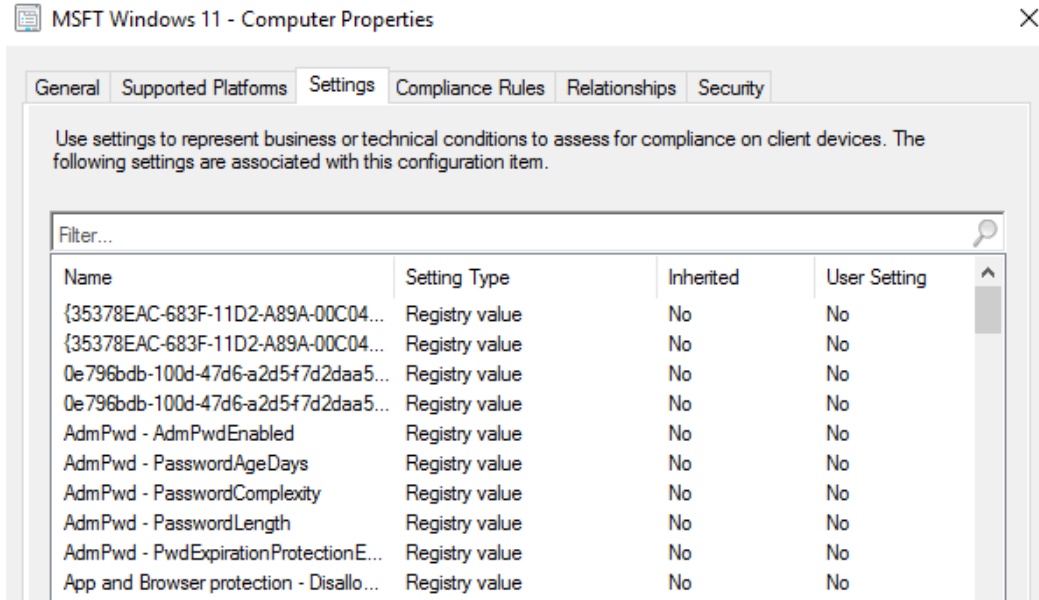 MSFT Windows 11 - Computer Properties
General Supported Platforms Settings Compliance Rules Relationships Security
Use settings to represent business or technical conditions to assess for compliance on client devices. The
following settings are associated with this configuration item.
Filter...
Name Setting Type Inherited User Setting
{35378EAC-683F-11D2-A89A-00C04... Registry value No No
{35378EAC-683F-11D2-A89A-00C04... Registry value No No
0e796bdb-100d-47d6-a2d5-f7d2daa5... Registry value No No
0e796bdb-100d-47d6-a2d5-f7d2daa5... Registry value No No
AdmPwd - AdmPwdEnabled Registry value No No
AdmPwd - PasswordAgeDays Registry value No No
AdmPwd - PasswordComplexity Registry value No No
AdmPwd - PasswordLength Registry value No No
AdmPwd - PwdExpirationProtectionE... Registry value No No
App and Browser protection - Disallo... Registry value No No